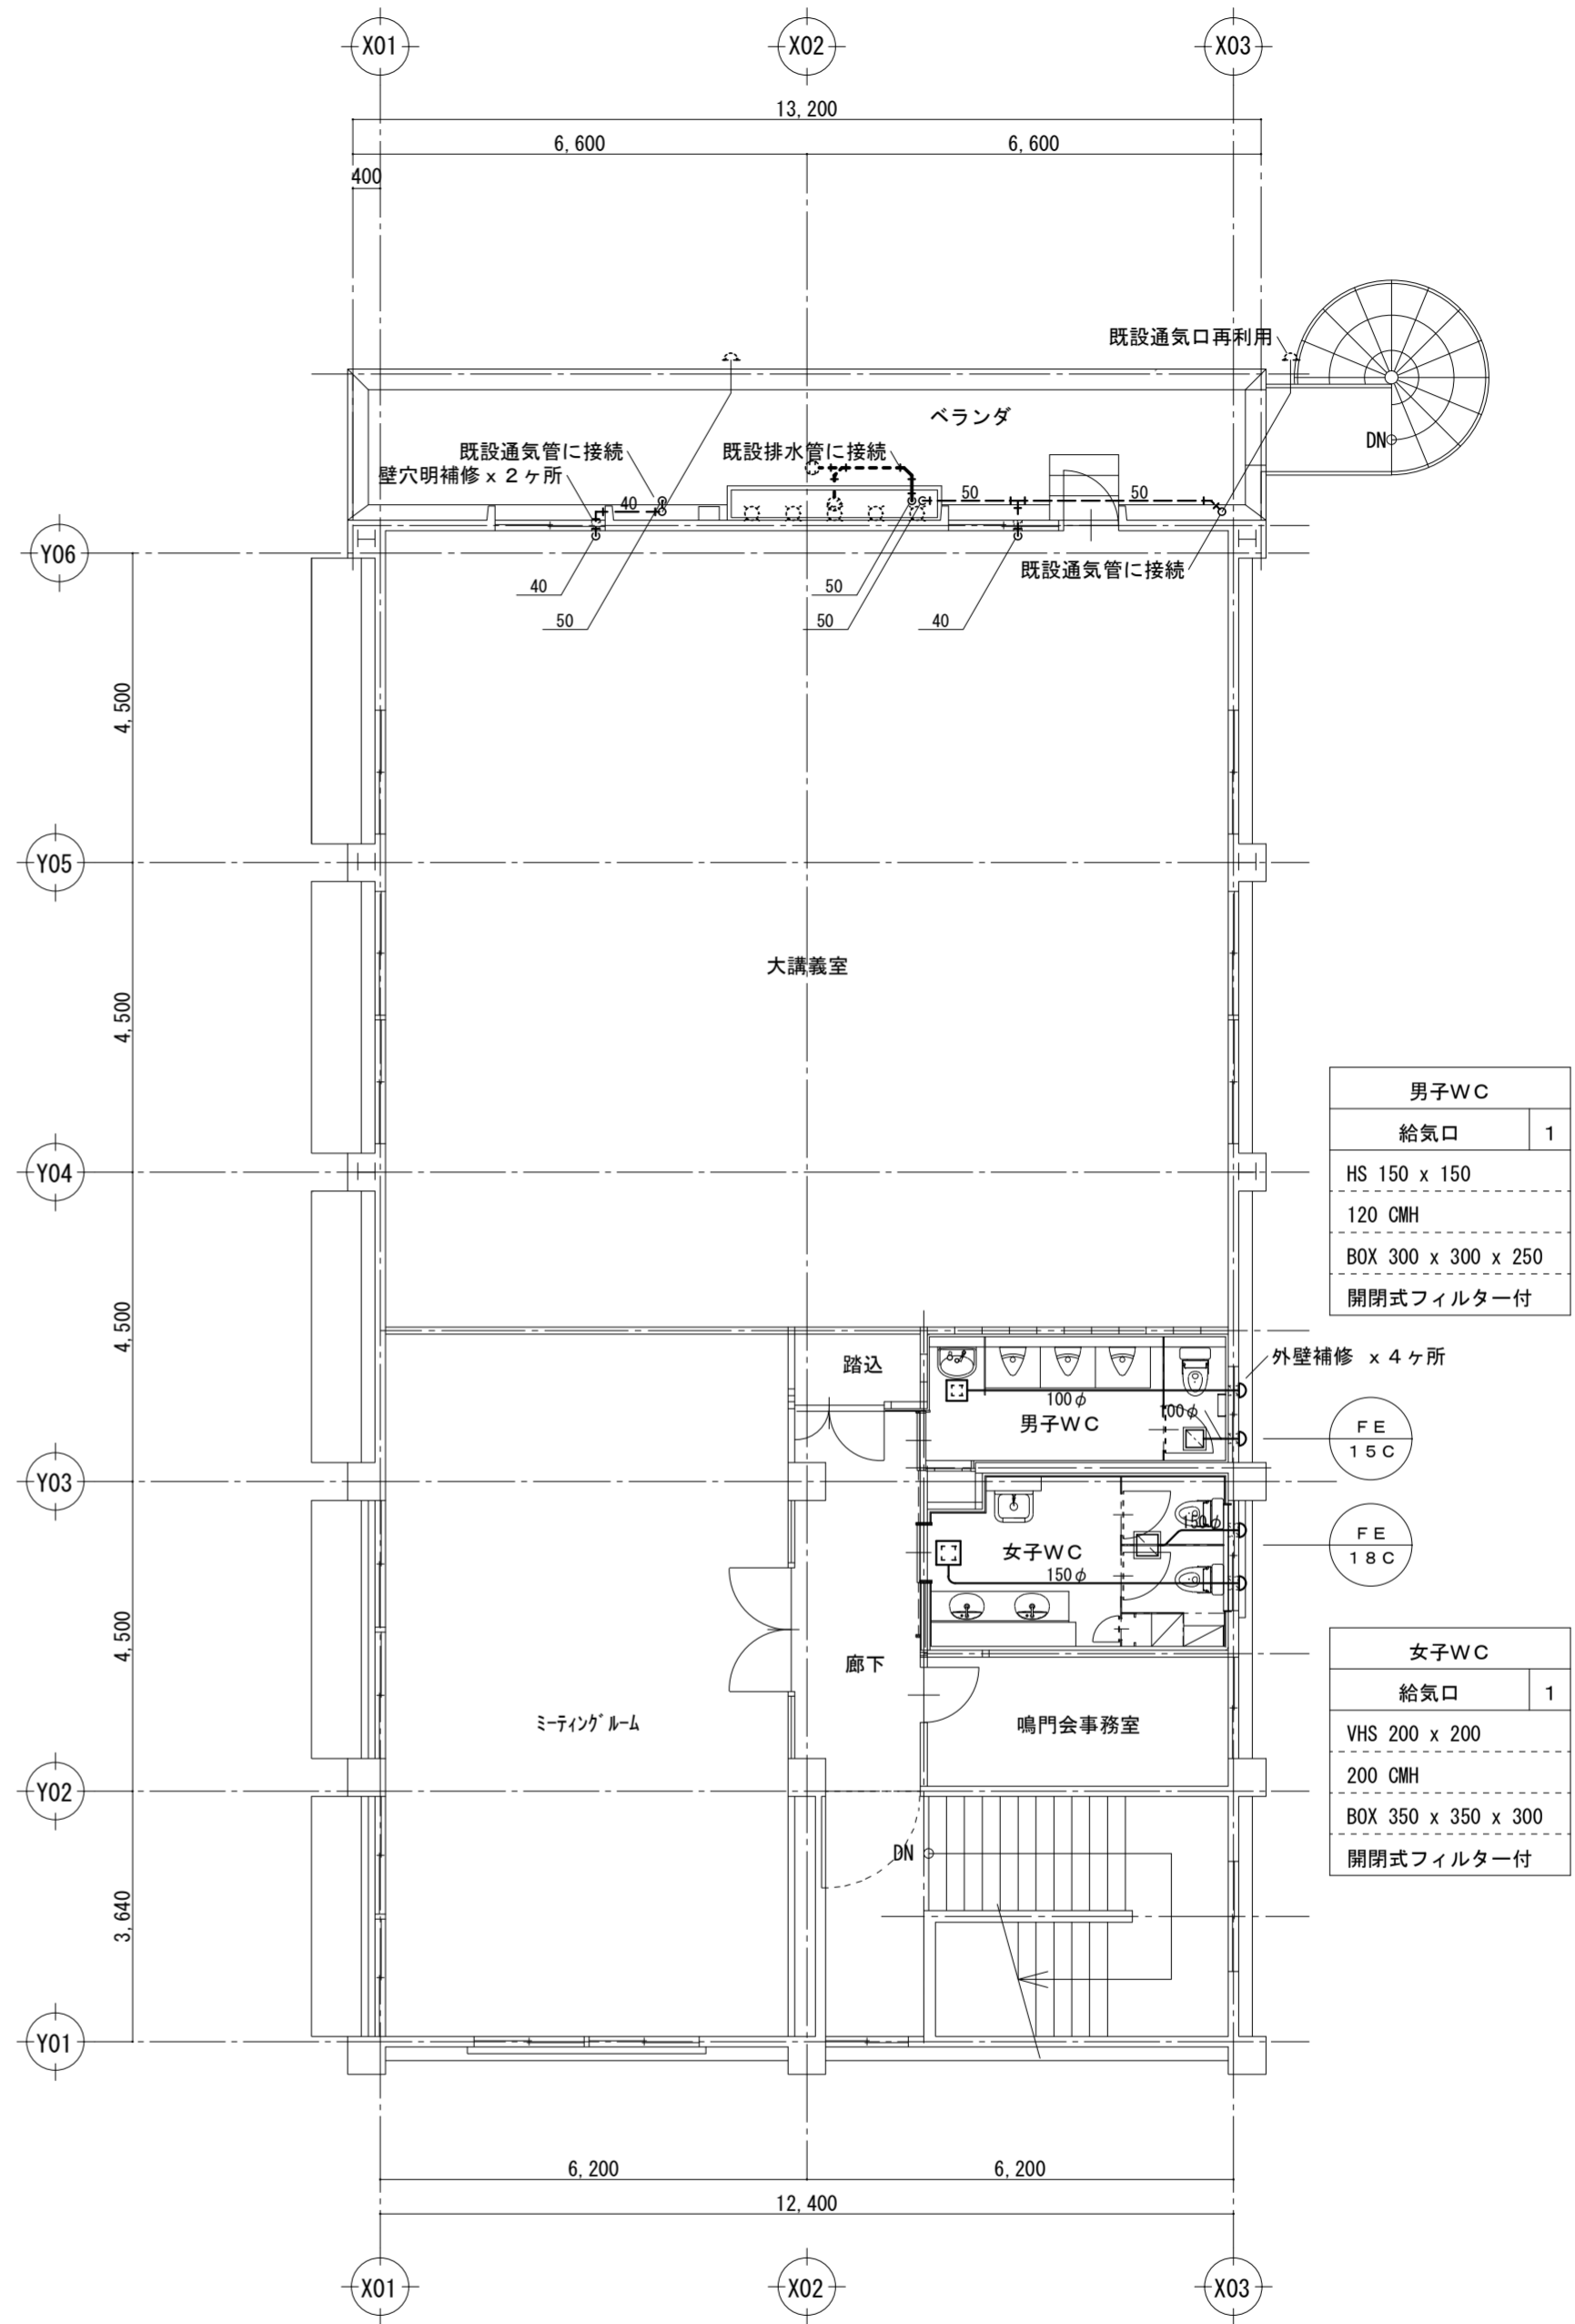 X01
X02
X03
13,200
6,600
6,600
400
既設通気口再利用
ベランダ
DN
既設通気管に接続
壁穴明補修 x 2ヶ所
既設排水管に接続
40
50
50
Y06
既設通気管に接続
40
50
50
50
40
4,500
Y05
4,500
大講義室
男子WC
給気口 1
HS 150 x 150
120 CMH
BOX 300 x 300 x 250
開閉式フィルター付
Y04
4,500
踏込
外壁補修 x 4ヶ所
100φ
100φ
男子WC
FE
15C
Y03
150φ
FE
18C
女子WC
150φ
4,500
廊下
女子WC
給気口 1
VHS 200 x 200
200 CMH
BOX 350 x 350 x 300
開閉式フィルター付
ミーティングルーム
鳴門会事務室
Y02
DN
3,640
Y01
6,200
6,200
12,400
X01
X02
X03